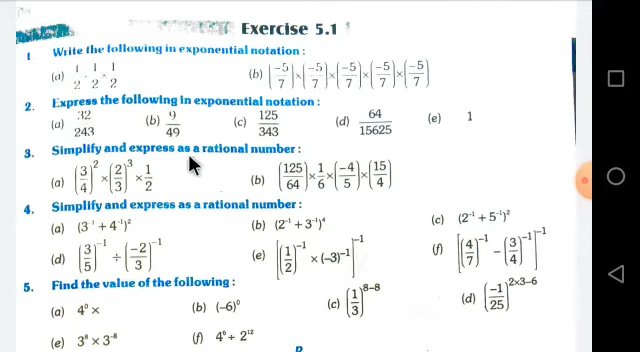 Exercise 5.1
1 Write the following in exponential notation :
(a) 1/2 · 1/2 × 1/2 (b) (-5/7) × (-5/7) × (-5/7) × (-5/7) × (-5/7)
2. Express the following in exponential notation :
(a) 32/243 (b) 9/49 (c) 125/343 (d) 64/15625 (e) 1
3. Simplify and express as a rational number :
(a) (3/4)² × (2/3)³ × 1/2 (b) (125/64) × 1/6 × (-4/5) × (15/4)
4. Simplify and express as a rational number :
(a) (3⁻¹ + 4⁻¹)² (b) (2⁻¹ + 3⁻¹)⁴ (c) (2⁻¹ + 5⁻¹)²
(d) (3/5)⁻¹ ÷ (-2/3)⁻¹ (e) [(1/2)⁻¹ × (-3)⁻¹]⁻¹ (f) [(4/7)⁻¹ − (3/4)⁻¹]⁻¹
5. Find the value of the following :
(a) 4⁰ × (b) (-6)⁰ (c) (1/3)⁸⁻⁸ (d) (-1/25)²ˣ³⁻⁶
(e) 3⁸ × 3⁻⁸ (f) 4⁶ ÷ 2¹²